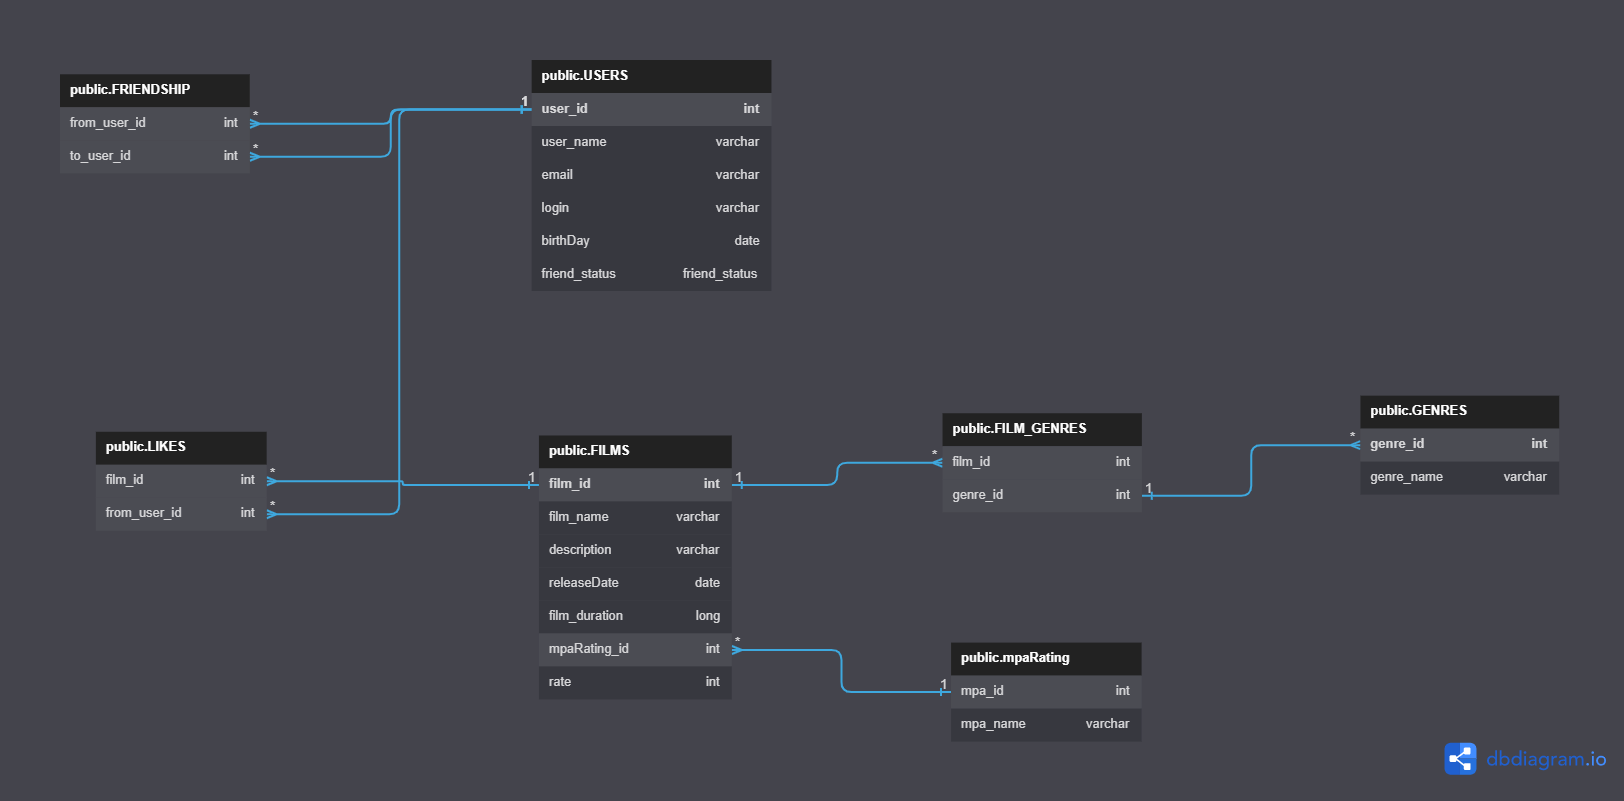 public.FRIENDSHIP
from_user_id int *
to_user_id int *
public.USERS
1 user_id int
user_name varchar
email varchar
login varchar
birthDay date
friend_status friend_status
public.LIKES
film_id int *
from_user_id int *
public.FILMS
1 film_id int 1
film_name varchar
description varchar
releaseDate date
film_duration long
mpaRating_id int *
rate int
public.FILM_GENRES
* film_id int
genre_id int 1
public.GENRES
* genre_id int
genre_name varchar
public.mpaRating
1 mpa_id int
mpa_name varchar
dbdiagram.io